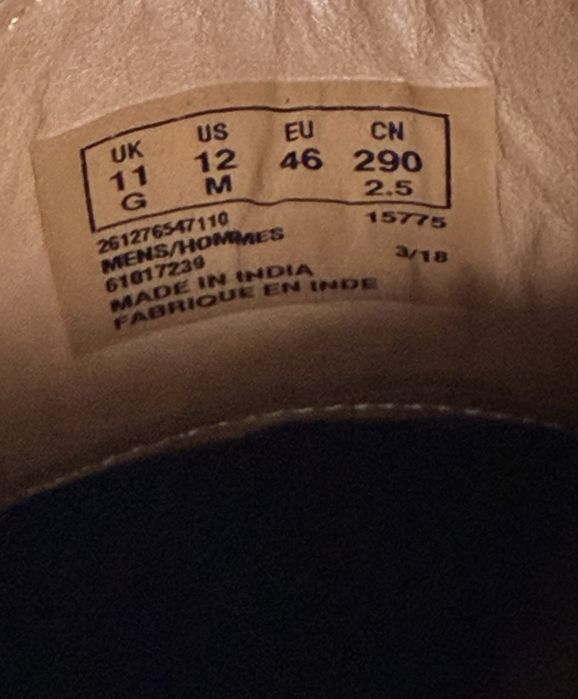 UK US EU CN
11 12 46 290
G M 2.5
261276547110 15775
MENS/HOMMES
61017239 3/18
MADE IN INDIA
FABRIQUE EN INDE